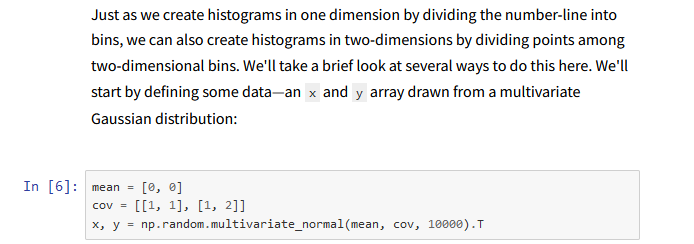 Just as we create histograms in one dimension by dividing the number-line into
bins, we can also create histograms in two-dimensions by dividing points among
two-dimensional bins. We'll take a brief look at several ways to do this here. We'll
start by defining some data—an x and y array drawn from a multivariate
Gaussian distribution:
In [6]: mean = [0, 0]
cov = [[1, 1], [1, 2]]
x, y = np.random.multivariate_normal(mean, cov, 10000).T